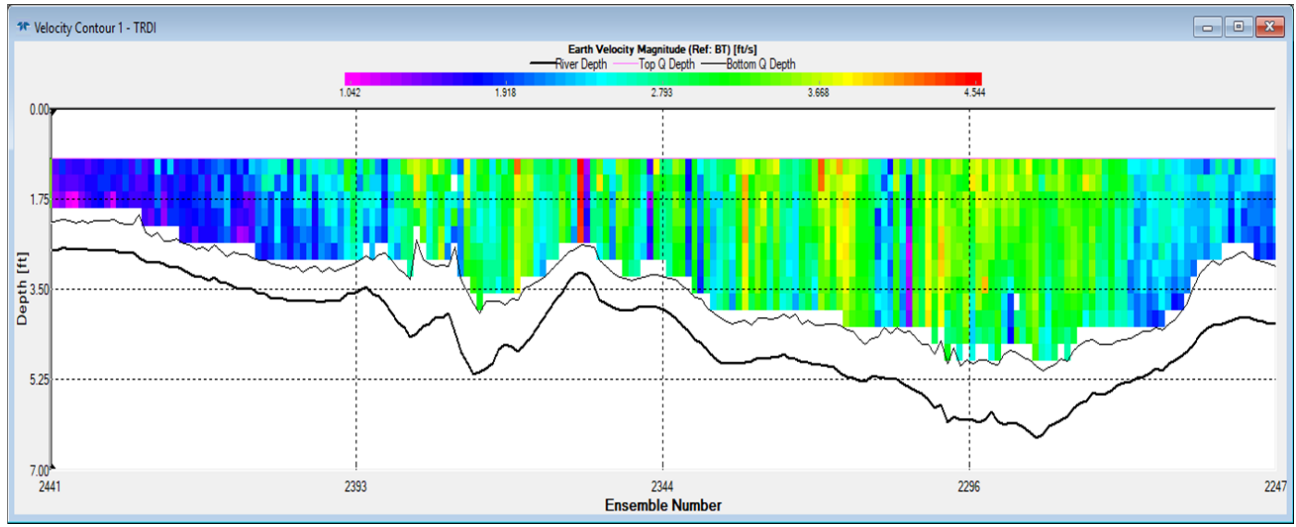 Velocity Contour 1 - TRDI
Earth Velocity Magnitude (Ref: BT) [ft/s]
River Depth Top Q Depth Bottom Q Depth
1.042 1.918 2.793 3.668 4.544
0.00
1.75
3.50
5.25
7.00
Depth [ft]
2441 2393 2344 2296 2247
Ensemble Number